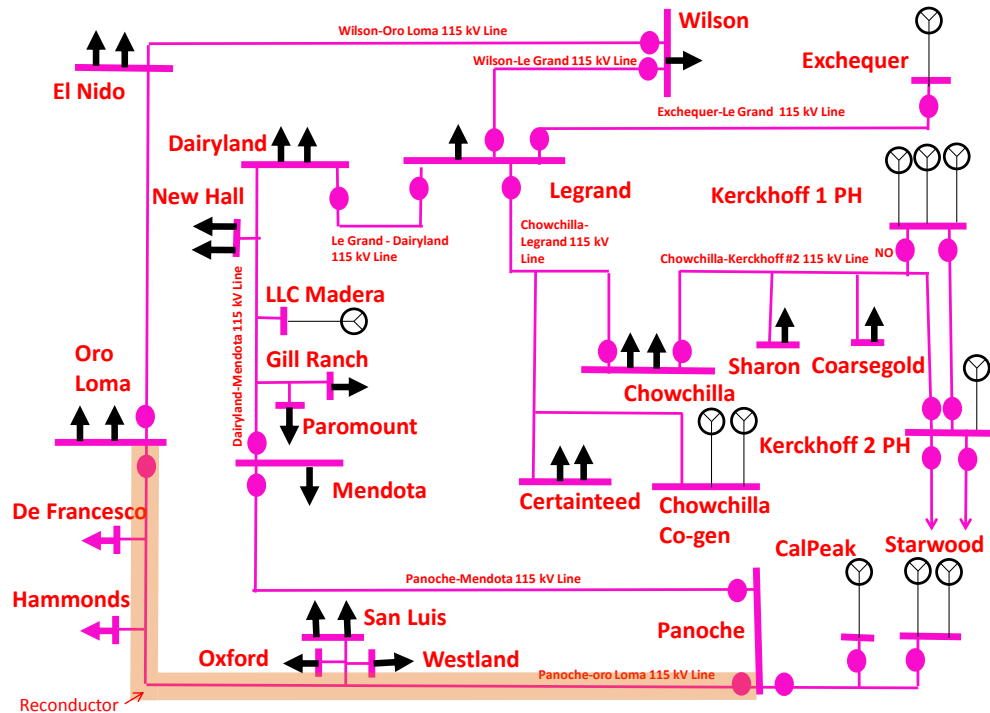 Wilson-Oro Loma 115 kV Line
Wilson
Wilson-Le Grand 115 kV Line
Exchequer
El Nido
Exchequer-Le Grand 115 kV Line
Dairyland
Legrand
Kerckhoff 1 PH
New Hall
Le Grand - Dairyland
115 kV Line
Chowchilla-
Legrand 115 kV
Line
NO
Chowchilla-Kerckhoff #2 115 kV Line
LLC Madera
Dairyland-Mendota 115 kV Line
Gill Ranch
Oro
Loma
Sharon
Coarsegold
Chowchilla
Paromount
Kerckhoff 2 PH
Mendota
Certainteed
Chowchilla
Co-gen
De Francesco
CalPeak
Starwood
Panoche-Mendota 115 kV Line
Hammonds
San Luis
Panoche
Oxford
Westland
Panoche-oro Loma 115 kV Line
Reconductor